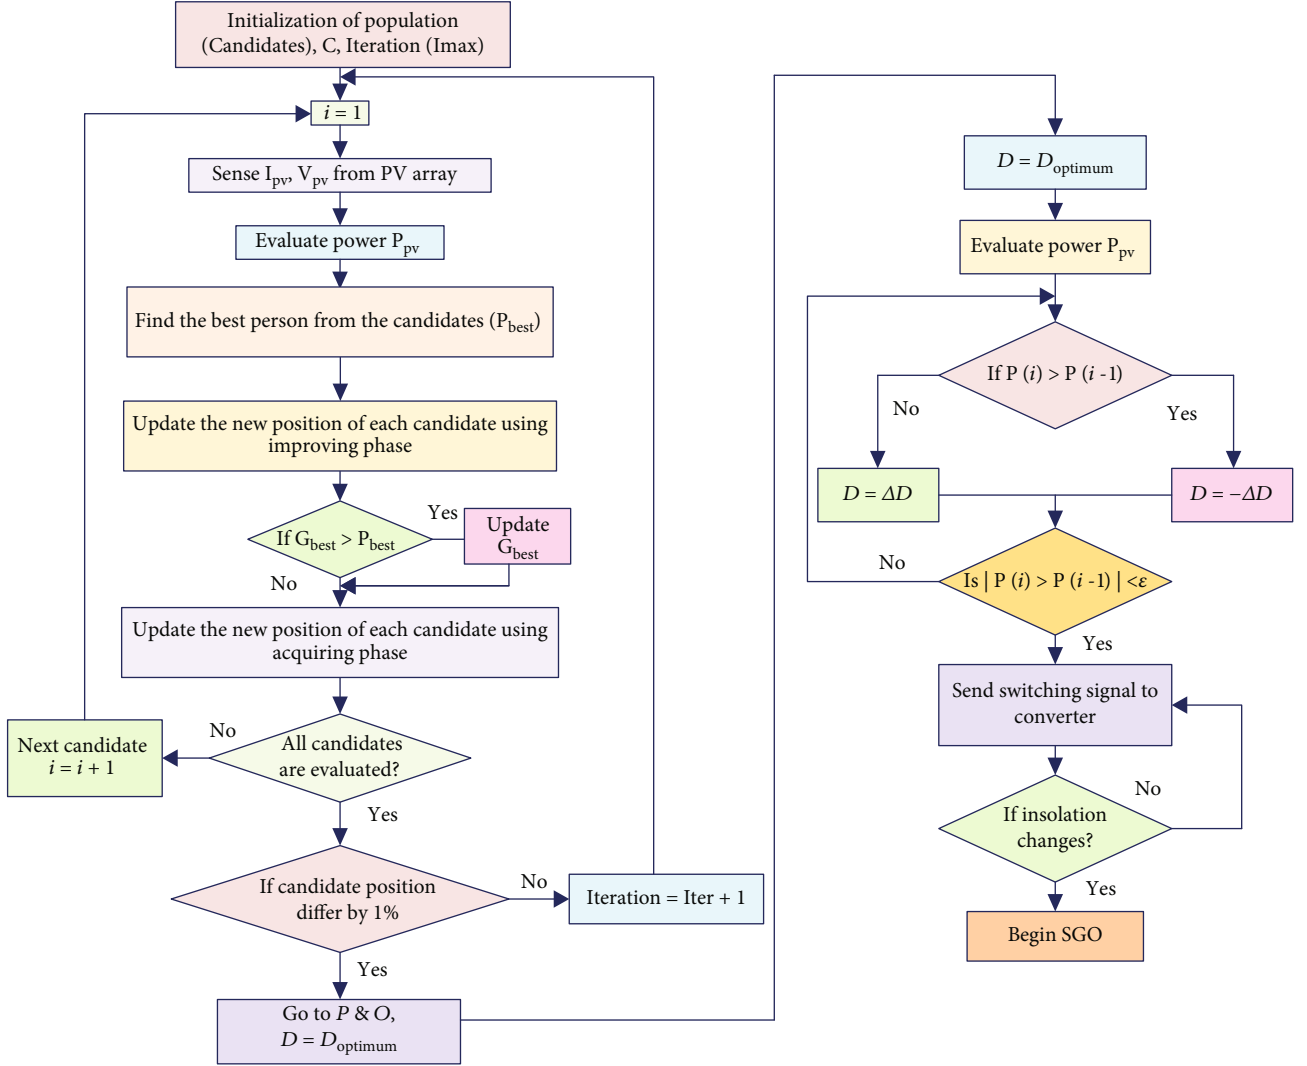 Initialization of population
(Candidates), C, Iteration (Imax)
i = 1
Sense Ipv, Vpv from PV array
Evaluate power Ppv
Find the best person from the candidates (Pbest)
Update the new position of each candidate using
improving phase
If Gbest > Pbest
Yes
Update
Gbest
No
Update the new position of each candidate using
acquiring phase
All candidates
are evaluated?
No
Next candidate
i = i + 1
Yes
If candidate position
differ by 1%
No
Iteration = Iter + 1
Yes
Go to P & O,
D = Doptimum
D = Doptimum
Evaluate power Ppv
If P (i) > P (i -1)
No
Yes
D = ΔD
D = −ΔD
Is | P (i) > P (i -1) | <ε
No
Yes
Send switching signal to
converter
If insolation
changes?
No
Yes
Begin SGO